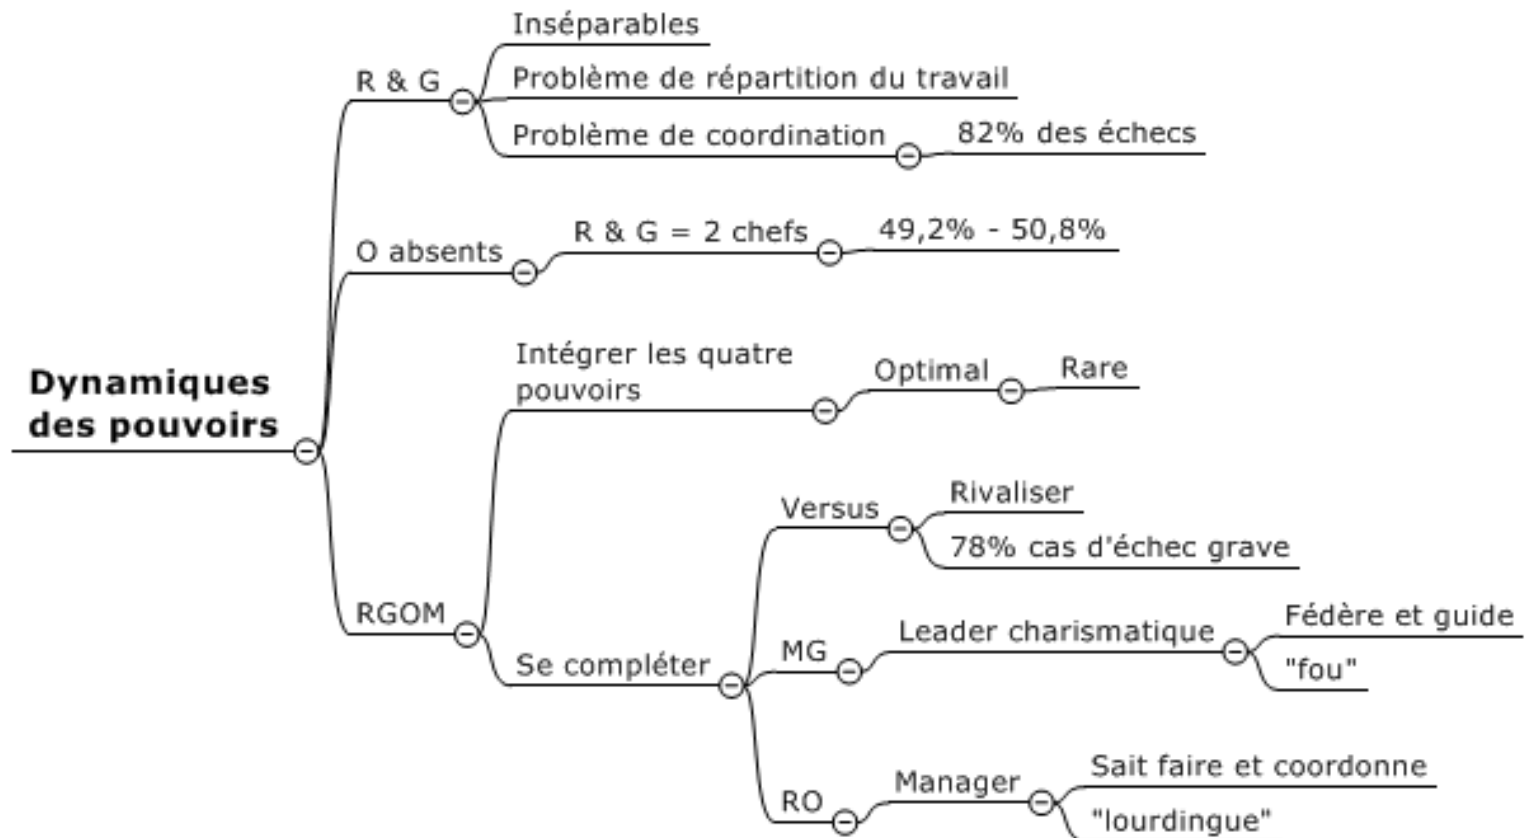 Dynamiques
des pouvoirs
R & G
Inséparables
Problème de répartition du travail
Problème de coordination
82% des échecs
O absents
R & G = 2 chefs
49,2% - 50,8%
RGOM
Intégrer les quatre
pouvoirs
Optimal
Rare
Se compléter
Versus
Rivaliser
78% cas d'échec grave
MG
Leader charismatique
Fédère et guide
"fou"
RO
Manager
Sait faire et coordonne
"lourdingue"